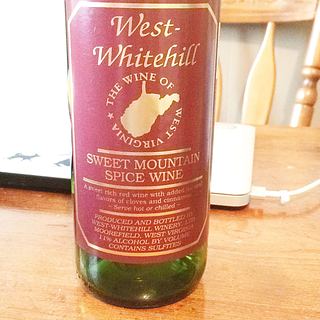 West-
Whitehill
THE WINE OF
WEST VIRGINIA
SWEET MOUNTAIN
SPICE WINE
A sweet rich red wine with added
flavors of cloves and cinnamon
~ Serve hot or chilled ~
PRODUCED AND BOTTLED BY
WEST-WHITEHILL WINERY, LTD
MOOREFIELD, WEST VIRGINIA
11% ALCOHOL BY VOLUME
CONTAINS SULFITES